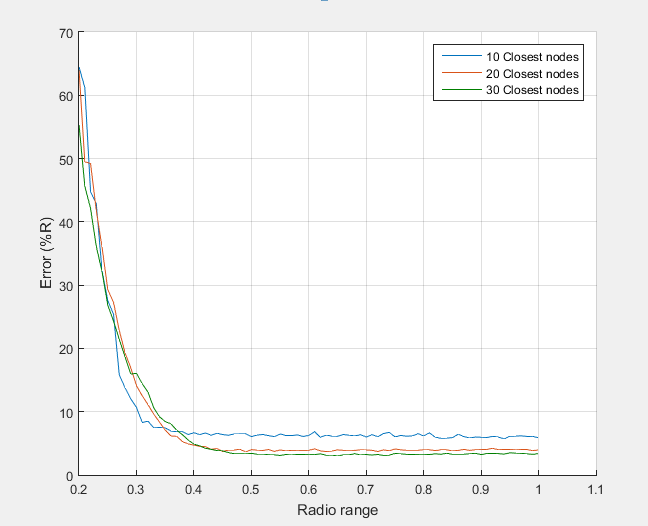 70
60
50
40
30
20
10
0
Error (%R)
10 Closest nodes
20 Closest nodes
30 Closest nodes
0.2 0.3 0.4 0.5 0.6 0.7 0.8 0.9 1 1.1
Radio range